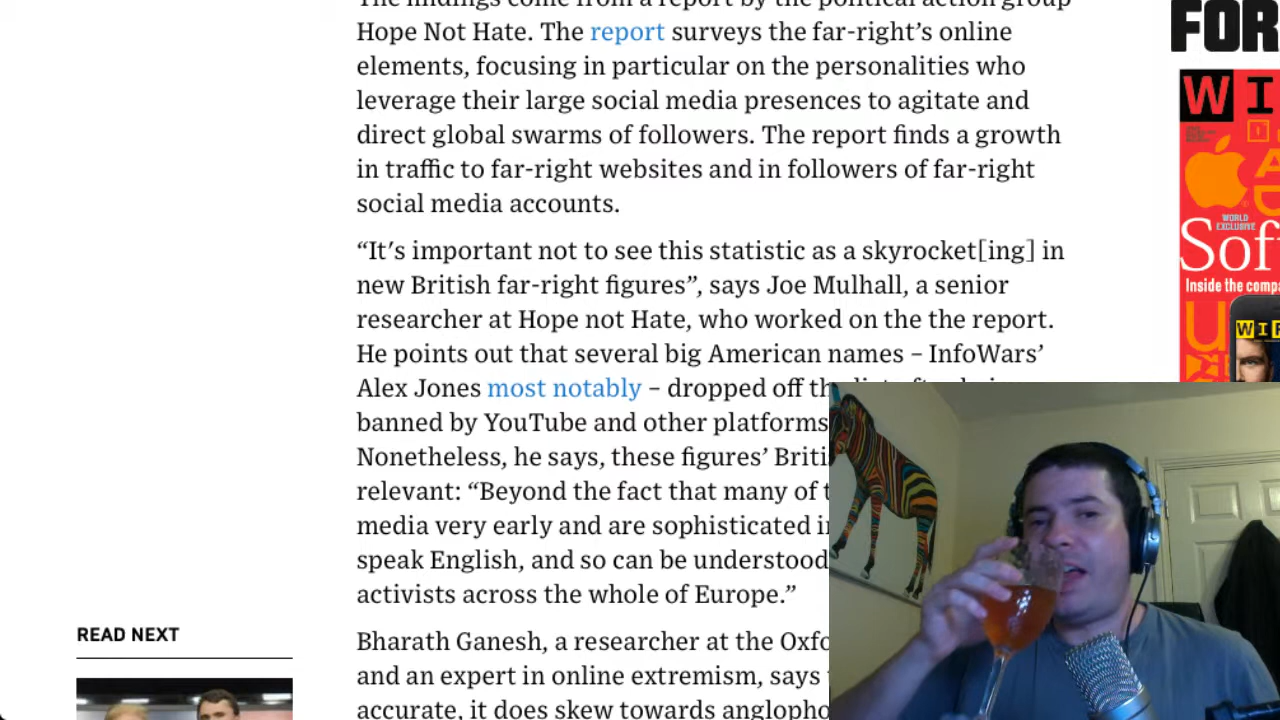 The findings come from a report by the political action group
Hope Not Hate. The report surveys the far-right’s online
elements, focusing in particular on the personalities who
leverage their large social media presences to agitate and
direct global swarms of followers. The report finds a growth
in traffic to far-right websites and in followers of far-right
social media accounts.
“It's important not to see this statistic as a skyrocket[ing] in
new British far-right figures”, says Joe Mulhall, a senior
researcher at Hope not Hate, who worked on the the report.
He points out that several big American names – InfoWars’
Alex Jones most notably – dropped off
banned by YouTube and other platforms
Nonetheless, he says, these figures’
relevant: “Beyond the fact that many of
media very early and are sophisticated
speak English, and so can be understood
activists across the whole of Europe.”
Bharath Ganesh, a researcher at the
and an expert in online extremism, says
accurate, it does skew towards
READ NEXT
FOR
WI
WORLD
EXCLUSIVE
Inside the
WI